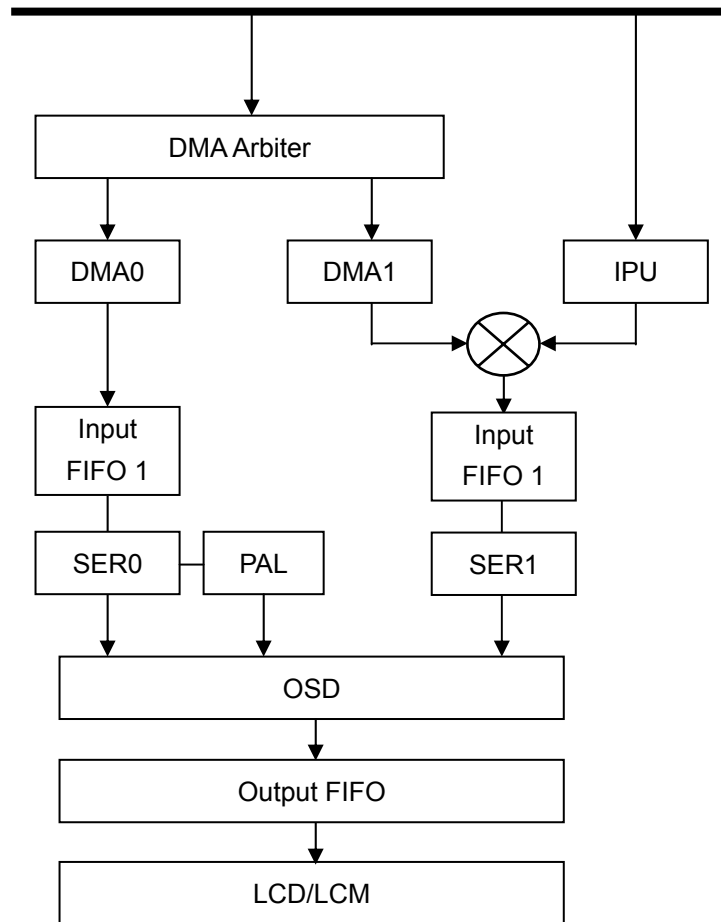 DMA Arbiter
DMA0
DMA1
IPU
Input
FIFO 1
Input
FIFO 1
SER0
PAL
SER1
OSD
Output FIFO
LCD/LCM